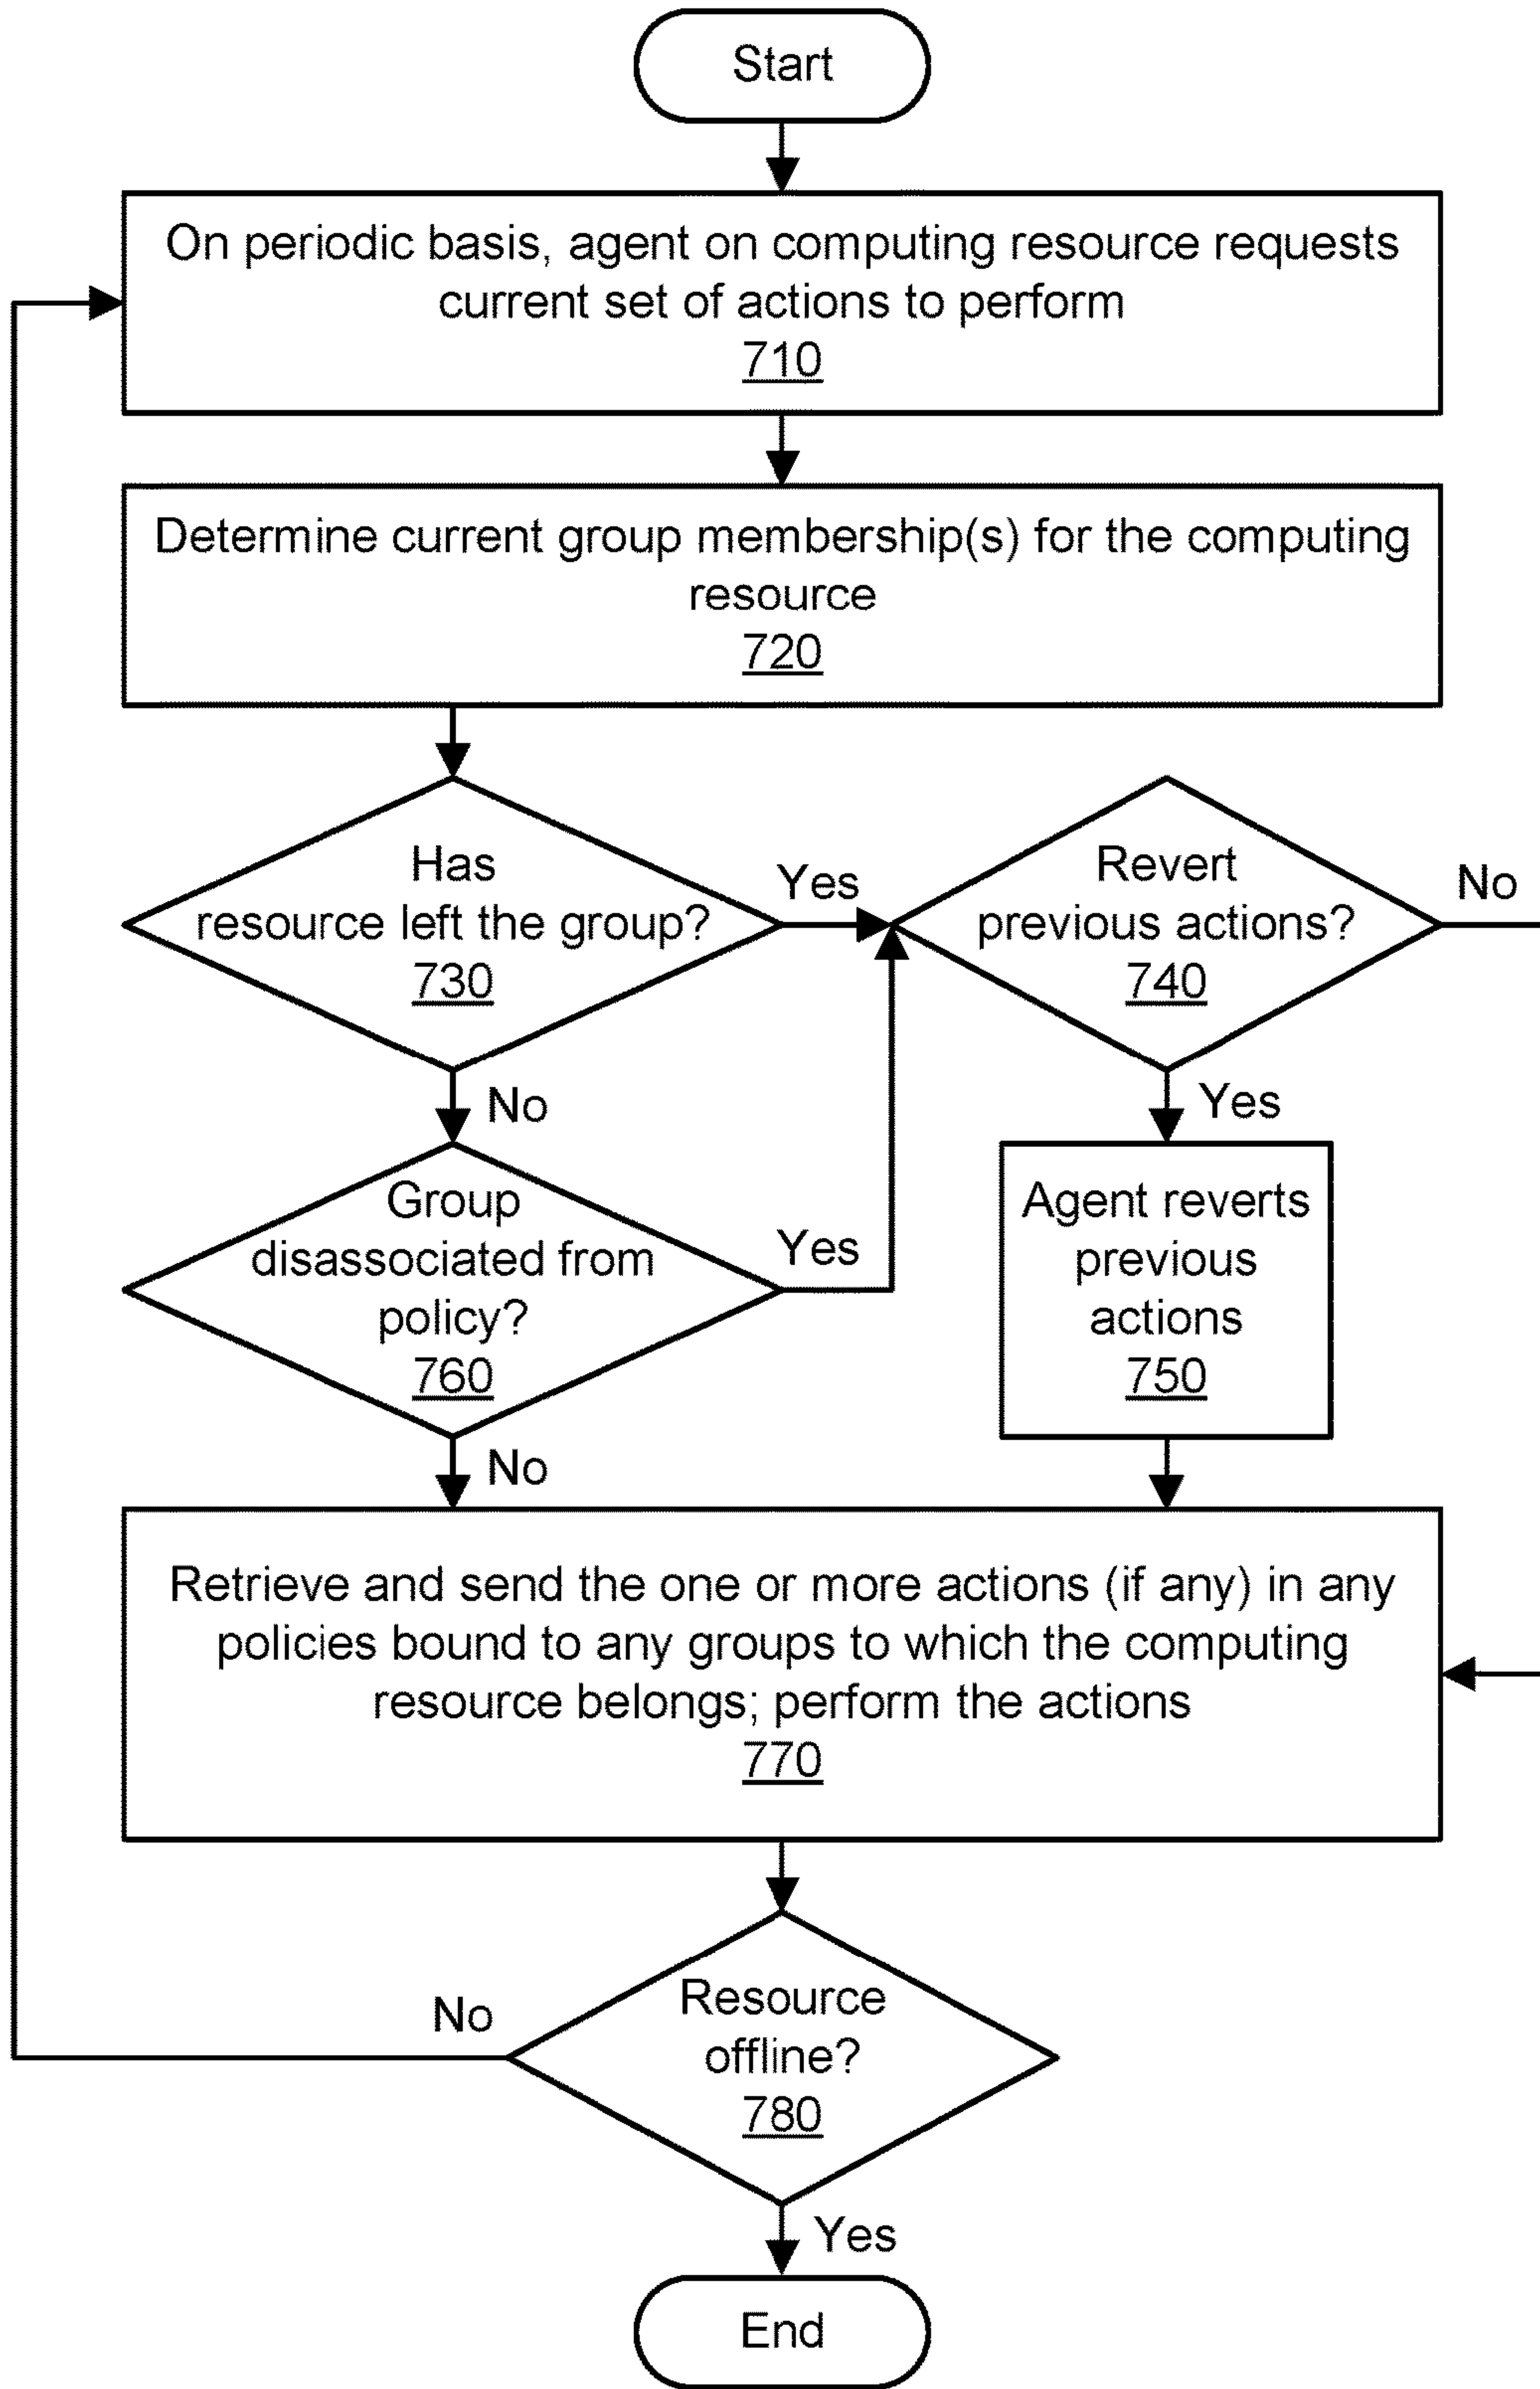 Start
On periodic basis, agent on computing resource requests
current set of actions to perform
710
Determine current group membership(s) for the computing
resource
720
Has
resource left the group?
730
Yes
Revert
previous actions?
740
No
No
Yes
Group
disassociated from
policy?
760
Yes
Agent reverts
previous
actions
750
No
Retrieve and send the one or more actions (if any) in any
policies bound to any groups to which the computing
resource belongs; perform the actions
770
No
Resource
offline?
780
Yes
End